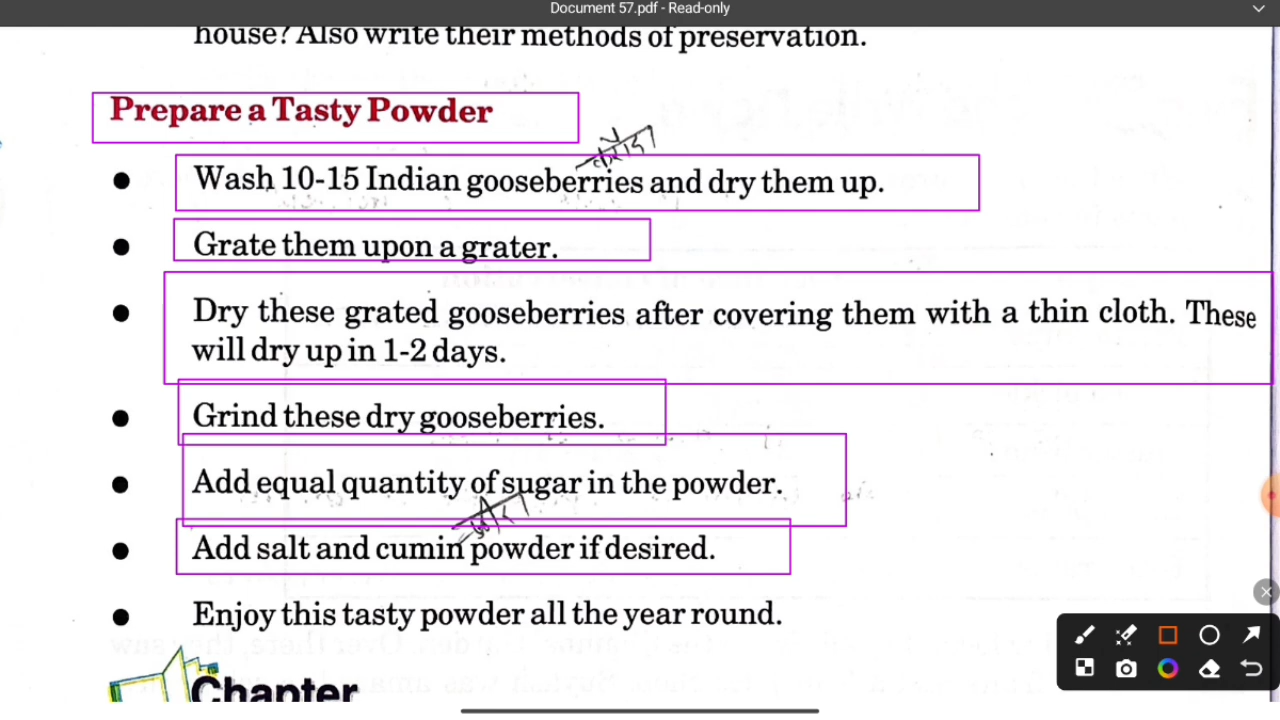 Document 57.pdf - Read-only
house? Also write their methods of preservation.
Prepare a Tasty Powder
● Wash 10-15 Indian gooseberries and dry them up.
● Grate them upon a grater.
● Dry these grated gooseberries after covering them with a thin cloth. These
will dry up in 1-2 days.
● Grind these dry gooseberries.
● Add equal quantity of sugar in the powder.
● Add salt and cumin powder if desired.
● Enjoy this tasty powder all the year round.
Chapter